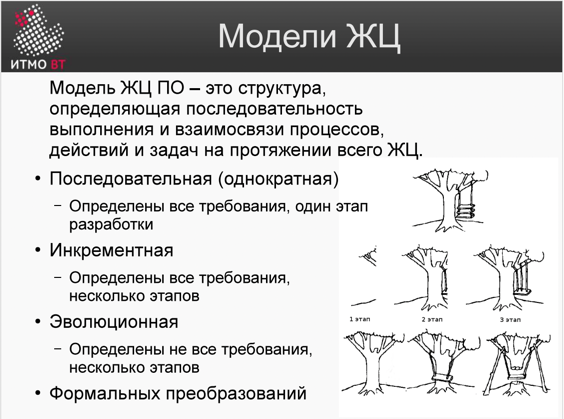 Модели ЖЦ
ИТМО ВТ
Модель ЖЦ ПО – это структура,
определяющая последовательность
выполнения и взаимосвязи процессов,
действий и задач на протяжении всего ЖЦ.
• Последовательная (однократная)
– Определены все требования, один этап
разработки
• Инкрементная
– Определены все требования,
несколько этапов
1 этап 2 этап 3 этап
• Эволюционная
– Определены не все требования,
несколько этапов
• Формальных преобразований